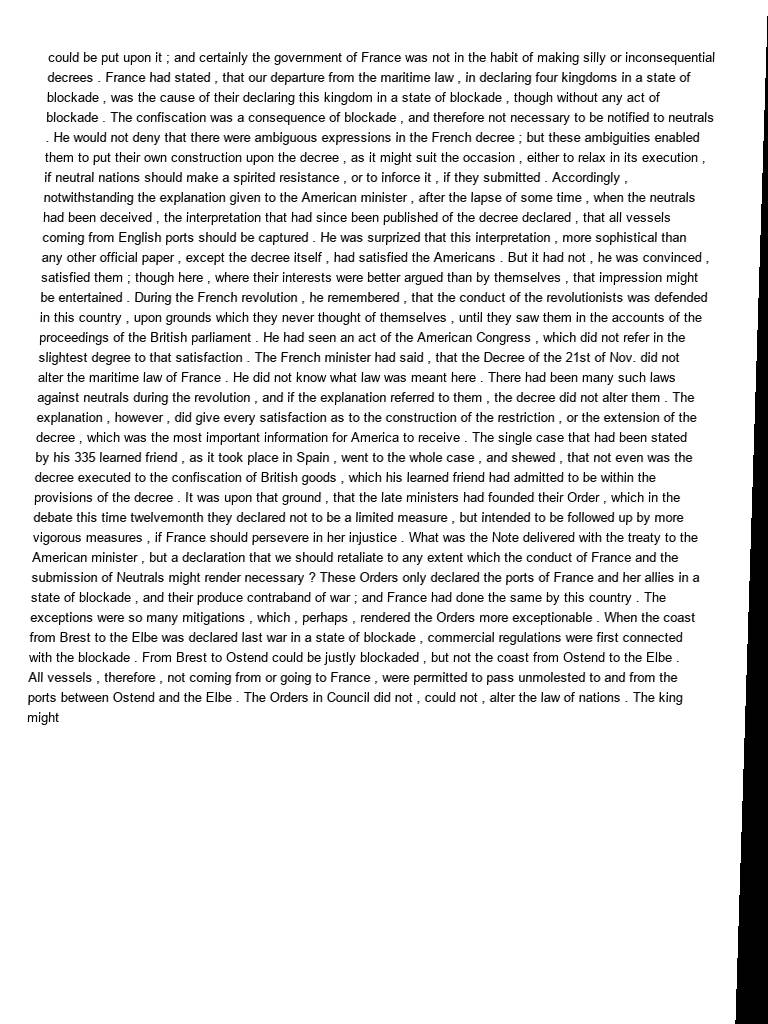 could be put upon it ; and certainly the government of France was not in the habit of making silly or inconsequential
decrees . France had stated , that our departure from the maritime law , in declaring four kingdoms in a state of
blockade , was the cause of their declaring this kingdom in a state of blockade , though without any act of
blockade . The confiscation was a consequence of blockade , and therefore not necessary to be notified to neutrals
. He would not deny that there were ambiguous expressions in the French decree ; but these ambiguities enabled
them to put their own construction upon the decree , as it might suit the occasion , either to relax in its execution ,
if neutral nations should make a spirited resistance , or to inforce it , if they submitted . Accordingly ,
notwithstanding the explanation given to the American minister , after the lapse of some time , when the neutrals
had been deceived , the interpretation that had since been published of the decree declared , that all vessels
coming from English ports should be captured . He was surprized that this interpretation , more sophistical than
any other official paper , except the decree itself , had satisfied the Americans . But it had not , he was convinced ,
satisfied them ; though here , where their interests were better argued than by themselves , that impression might
be entertained . During the French revolution , he remembered , that the conduct of the revolutionists was defended
in this country , upon grounds which they never thought of themselves , until they saw them in the accounts of the
proceedings of the British parliament . He had seen an act of the American Congress , which did not refer in the
slightest degree to that satisfaction . The French minister had said , that the Decree of the 21st of Nov. did not
alter the maritime law of France . He did not know what law was meant here . There had been many such laws
against neutrals during the revolution , and if the explanation referred to them , the decree did not alter them . The
explanation , however , did give every satisfaction as to the construction of the restriction , or the extension of the
decree , which was the most important information for America to receive . The single case that had been stated
by his 335 learned friend , as it took place in Spain , went to the whole case , and shewed , that not even was the
decree executed to the confiscation of British goods , which his learned friend had admitted to be within the
provisions of the decree . It was upon that ground , that the late ministers had founded their Order , which in the
debate this time twelvemonth they declared not to be a limited measure , but intended to be followed up by more
vigorous measures , if France should persevere in her injustice . What was the Note delivered with the treaty to the
American minister , but a declaration that we should retaliate to any extent which the conduct of France and the
submission of Neutrals might render necessary ? These Orders only declared the ports of France and her allies in a
state of blockade , and their produce contraband of war ; and France had done the same by this country . The
exceptions were so many mitigations , which , perhaps , rendered the Orders more exceptionable . When the coast
from Brest to the Elbe was declared last war in a state of blockade , commercial regulations were first connected
with the blockade . From Brest to Ostend could be justly blockaded , but not the coast from Ostend to the Elbe .
All vessels , therefore , not coming from or going to France , were permitted to pass unmolested to and from the
ports between Ostend and the Elbe . The Orders in Council did not , could not , alter the law of nations . The king
might